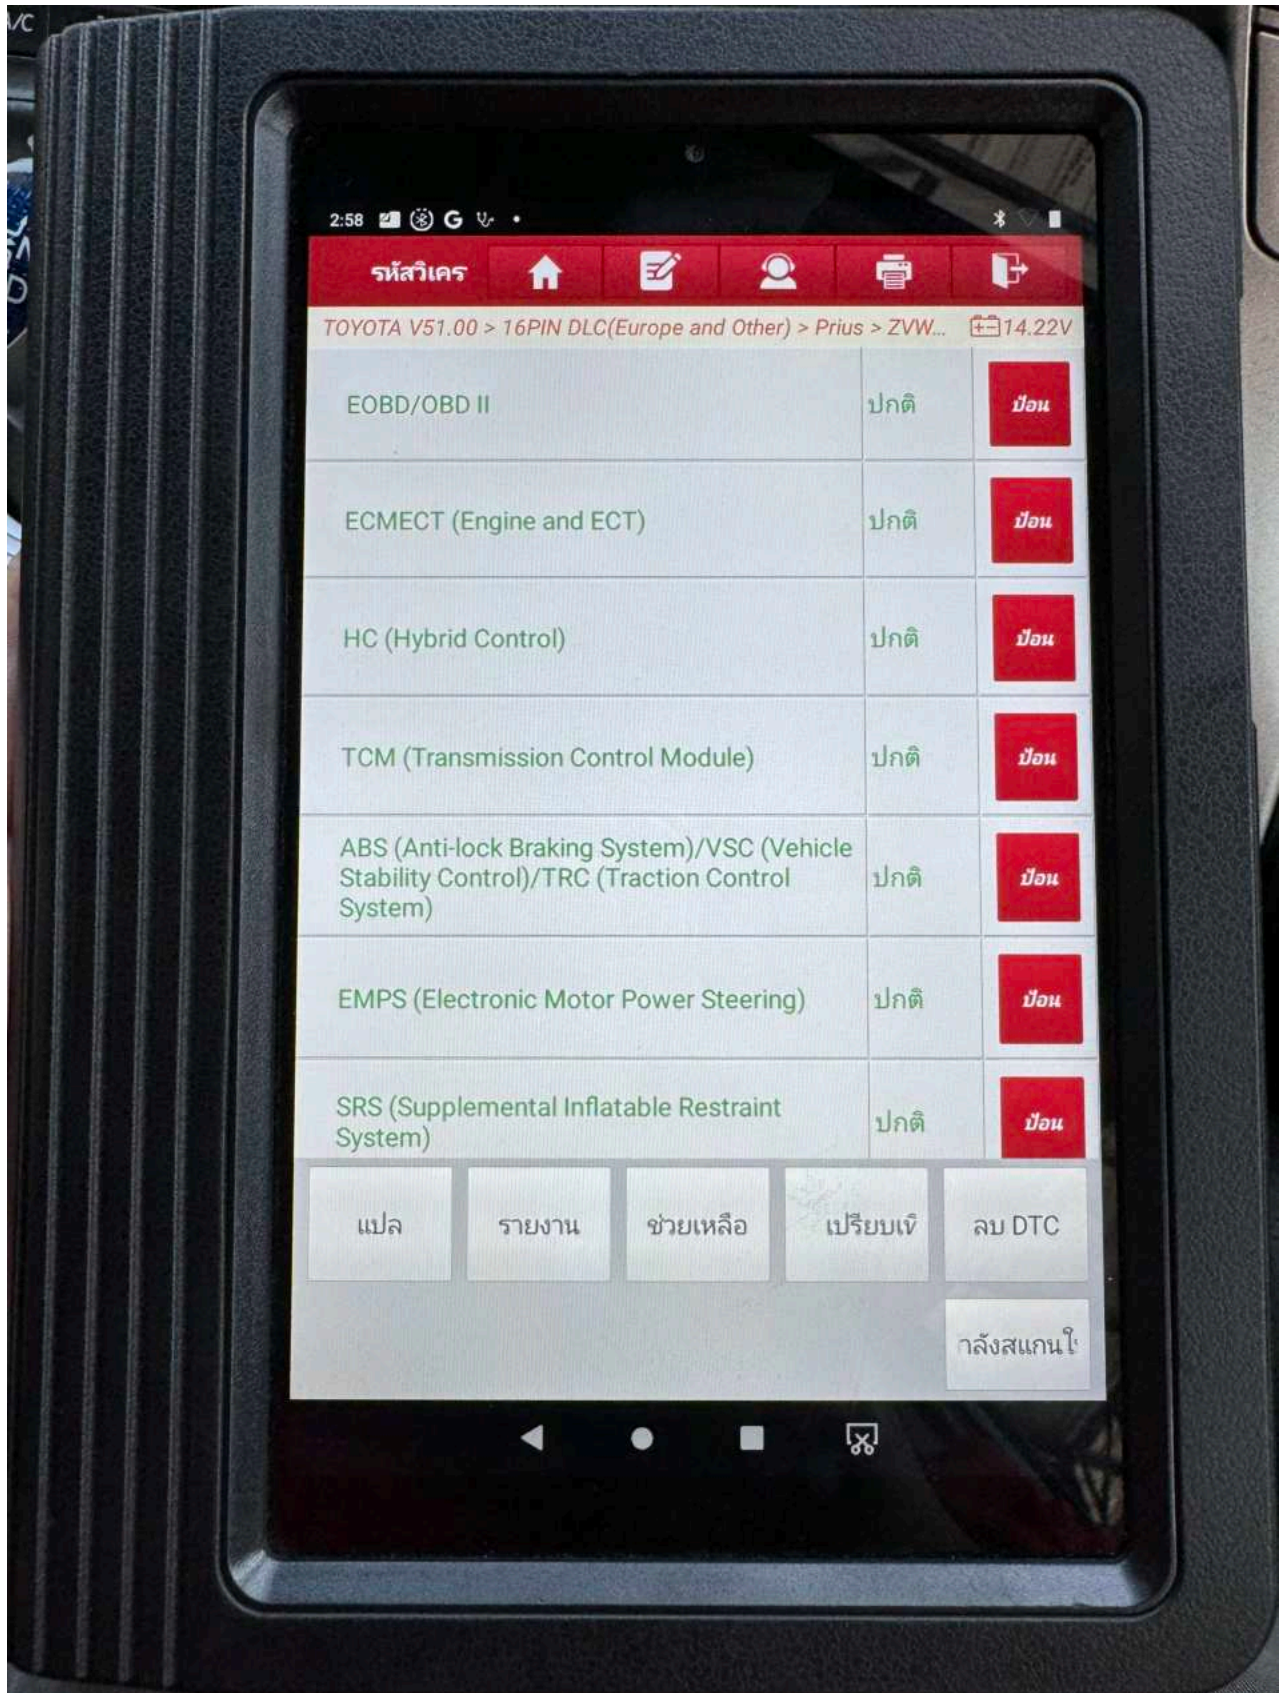 A/C
2:58 G
รหัสวิเคร
TOYOTA V51.00 > 16PIN DLC(Europe and Other) > Prius > ZVW... 14.22V
EOBD/OBD II ปกติ ป้อน
ECMECT (Engine and ECT) ปกติ ป้อน
HC (Hybrid Control) ปกติ ป้อน
TCM (Transmission Control Module) ปกติ ป้อน
ABS (Anti-lock Braking System)/VSC (Vehicle
Stability Control)/TRC (Traction Control ปกติ ป้อน
System)
EMPS (Electronic Motor Power Steering) ปกติ ป้อน
SRS (Supplemental Inflatable Restraint
System) ปกติ ป้อน
แปล รายงาน ช่วยเหลือ เปรียบเที ลบ DTC
าลังสแกนใ